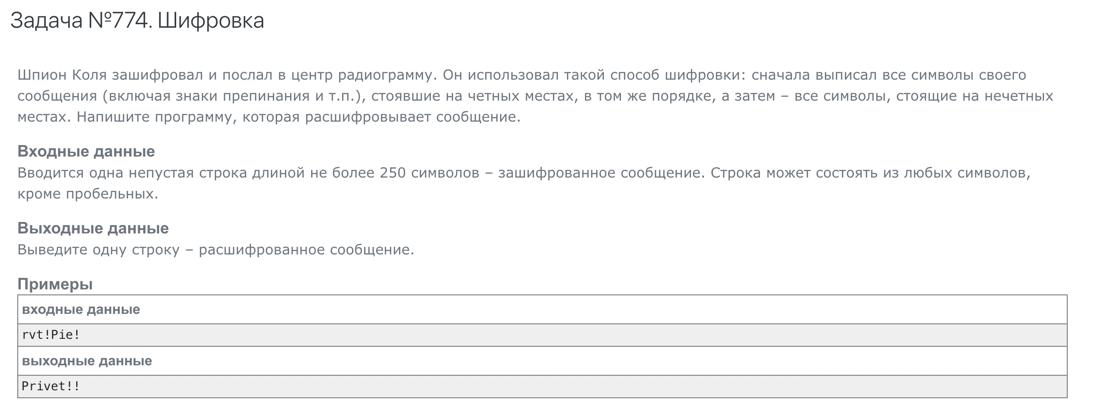 Задача №774. Шифровка
Шпион Коля зашифровал и послал в центр радиограмму. Он использовал такой способ шифровки: сначала выписал все символы своего
сообщения (включая знаки препинания и т.п.), стоявшие на четных местах, в том же порядке, а затем – все символы, стоящие на нечетных
местах. Напишите программу, которая расшифровывает сообщение.
Входные данные
Вводится одна непустая строка длиной не более 250 символов – зашифрованное сообщение. Строка может состоять из любых символов,
кроме пробельных.
Выходные данные
Выведите одну строку – расшифрованное сообщение.
Примеры
входные данные
rvt!Pie!
выходные данные
Privet!!